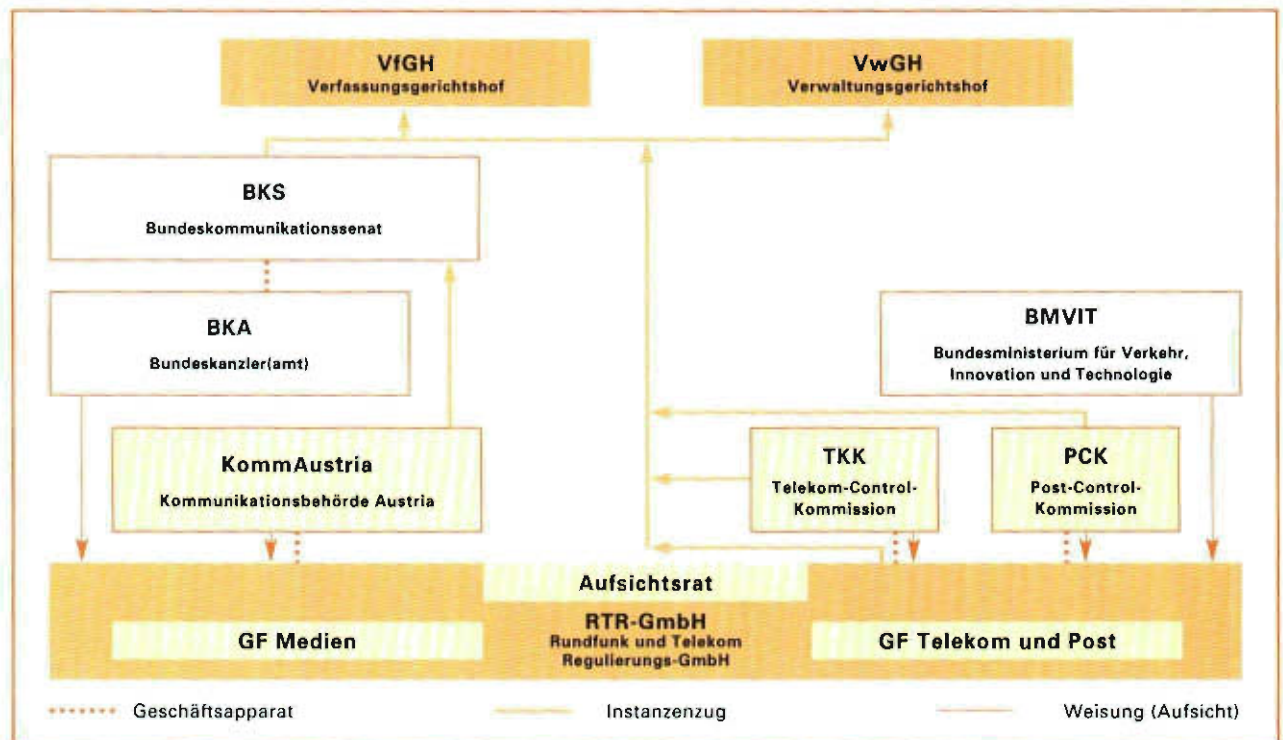 VfGH
Verfassungsgerichtshof
VwGH
Verwaltungsgerichtshof
BKS
Bundeskommunikationssenat
BKA
Bundeskanzler(amt)
BMVIT
Bundesministerium für Verkehr,
Innovation und Technologie
KommAustria
Kommunikationsbehörde Austria
TKK
Telekom-Control-
Kommission
PCK
Post-Control-
Kommission
Aufsichtsrat
RTR-GmbH
Rundfunk und Telekom
Regulierungs-GmbH
GF Medien
GF Telekom und Post
Geschäftsapparat
Instanzenzug
Weisung (Aufsicht)